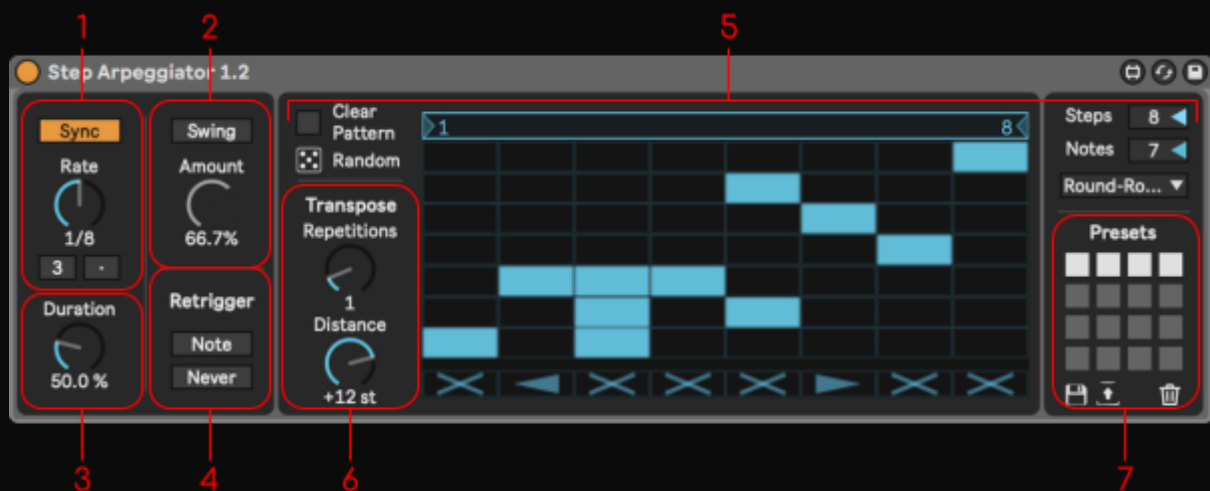 1
2
5
Step Arpeggiator 1.2
Sync
Rate
1/8
3
·
Duration
50.0 %
Swing
Amount
66.7%
Retrigger
Note
Never
Clear
Pattern
Random
Transpose
Repetitions
1
Distance
+12 st
1
8
Steps 8
Notes 7
Round-Ro...
Presets
3
4
6
7